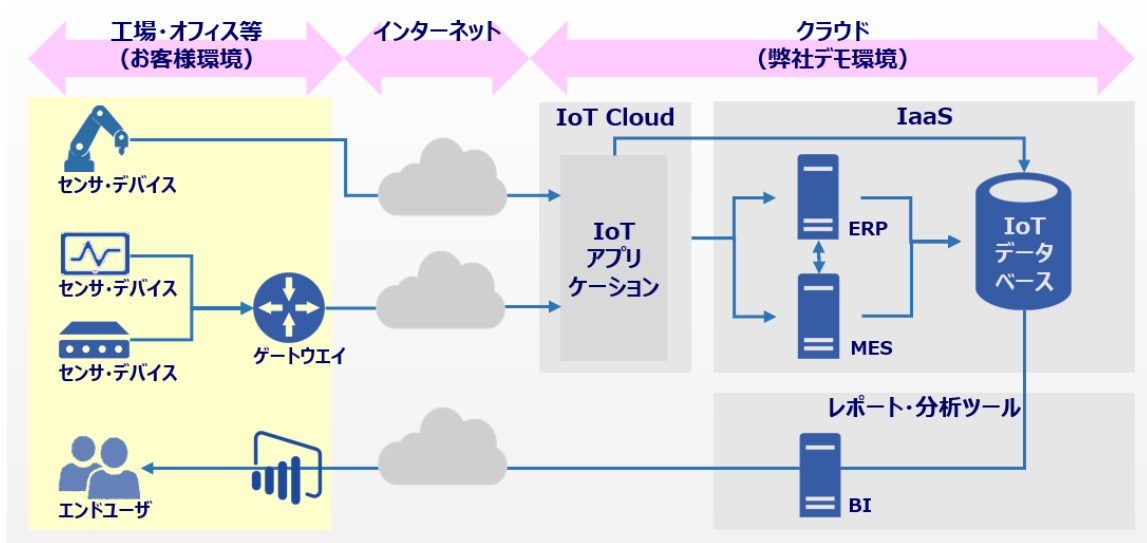 工場・オフィス等
(お客様環境)
インターネット
クラウド
(弊社デモ環境)
IoT Cloud
IaaS
センサ・デバイス
IoT
アプリ
ケーション
ERP
IoT
データ
ベース
センサ・デバイス
ゲートウエイ
MES
センサ・デバイス
レポート・分析ツール
エンドユーザ
BI